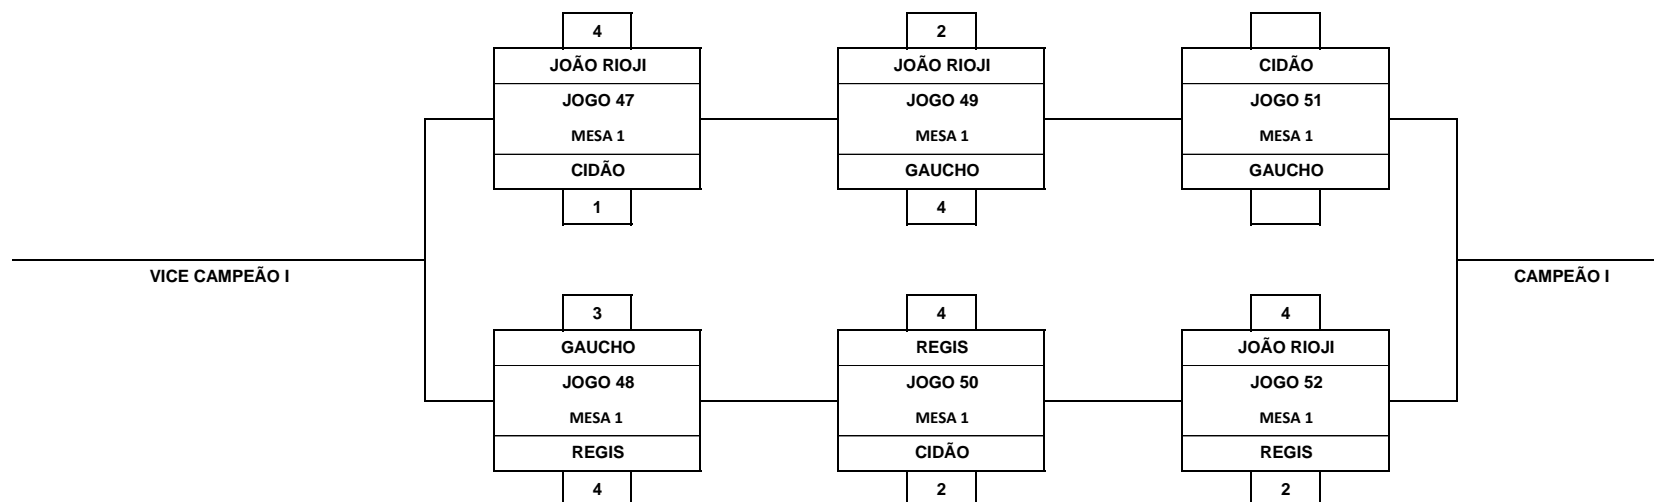 4
JOÃO RIOJI
JOGO 47
MESA 1
CIDÃO
1
2
JOÃO RIOJI
JOGO 49
MESA 1
GAUCHO
4
CIDÃO
JOGO 51
MESA 1
GAUCHO
VICE CAMPEÃO I
CAMPEÃO I
3
GAUCHO
JOGO 48
MESA 1
REGIS
4
4
REGIS
JOGO 50
MESA 1
CIDÃO
2
4
JOÃO RIOJI
JOGO 52
MESA 1
REGIS
2